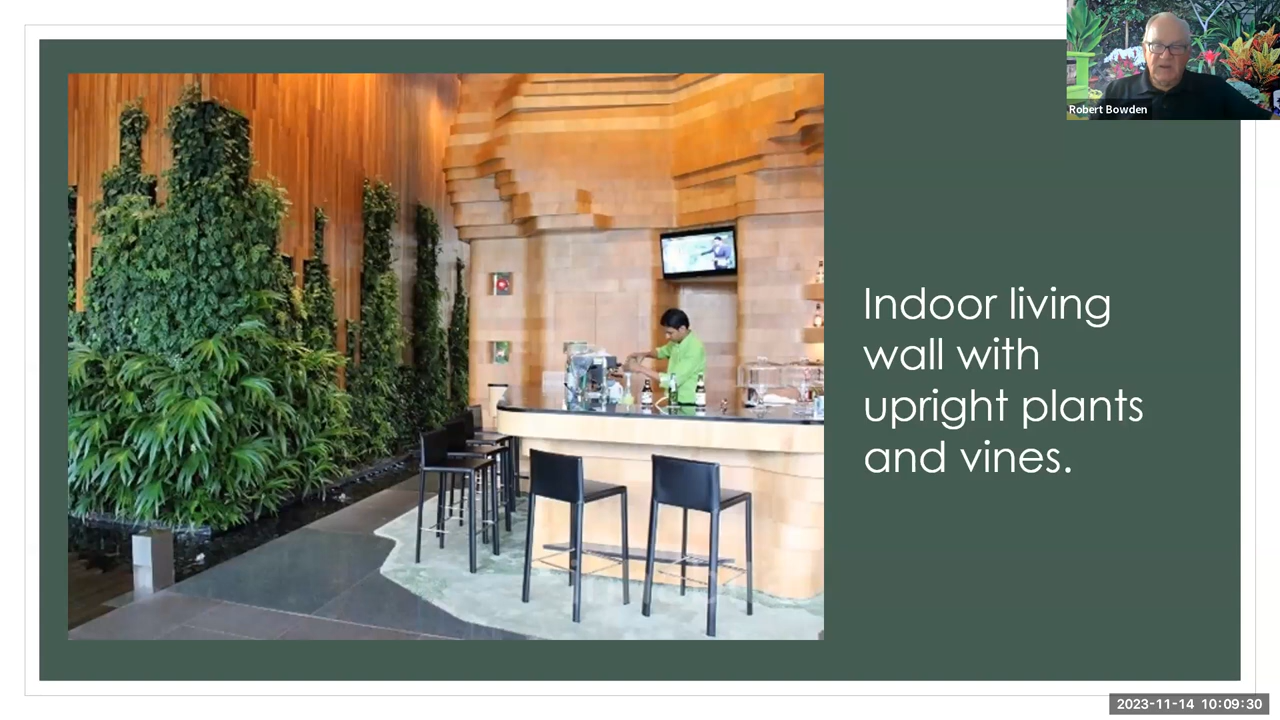 Robert Bowden
Indoor living
wall with
upright plants
and vines.
2023-11-14 10:09:30